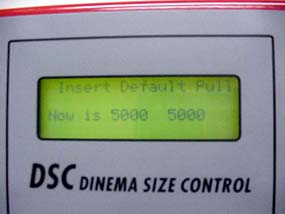 Insert Default Pull
Now is 5000 5000
DSC DINEMA SIZE CONTROL